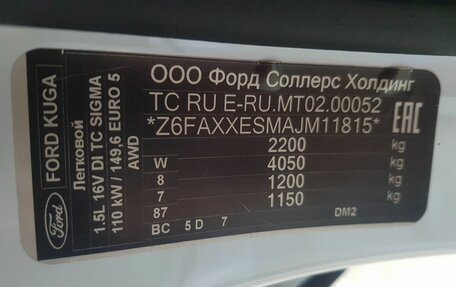 FORD KUGA
Легковой
1.5L 16V DI TC SIGMA
110 kW / 149,6 EURO 5
AWD
Ford
ООО Форд Соллерс Холдинг
TC RU E-RU.MT02.00052
*Z6FAXXESMAJM11815*
EAC
2200 kg
W 4050 kg
8 1200 kg
7 1150 kg
87 DM2
BC 5 D 7